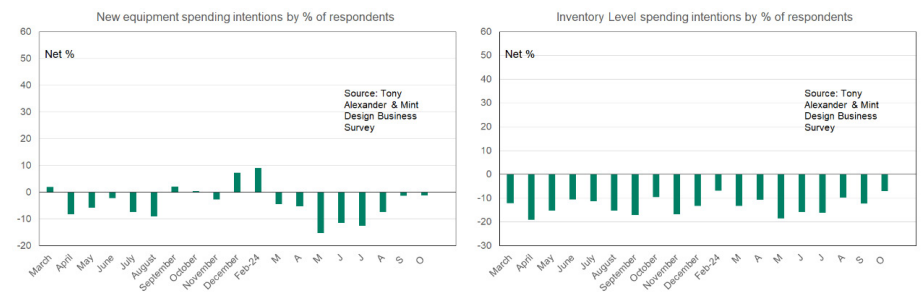 New equipment spending intentions by % of respondents
60
50
40
30
20
10
0
-10
-20
Net %
Source: Tony
Alexander & Mint
Design Business
Survey
March
April
May
June
July
August
September
October
November
December
Feb-24
M
A
M
J
J
A
S
O
Inventory Level spending intentions by % of respondents
60
50
40
30
20
10
0
-10
-20
-30
Net %
Source: Tony
Alexander & Mint
Design Business
Survey
March
April
May
June
July
August
September
October
November
December
Feb-24
M
A
M
J
J
A
S
O